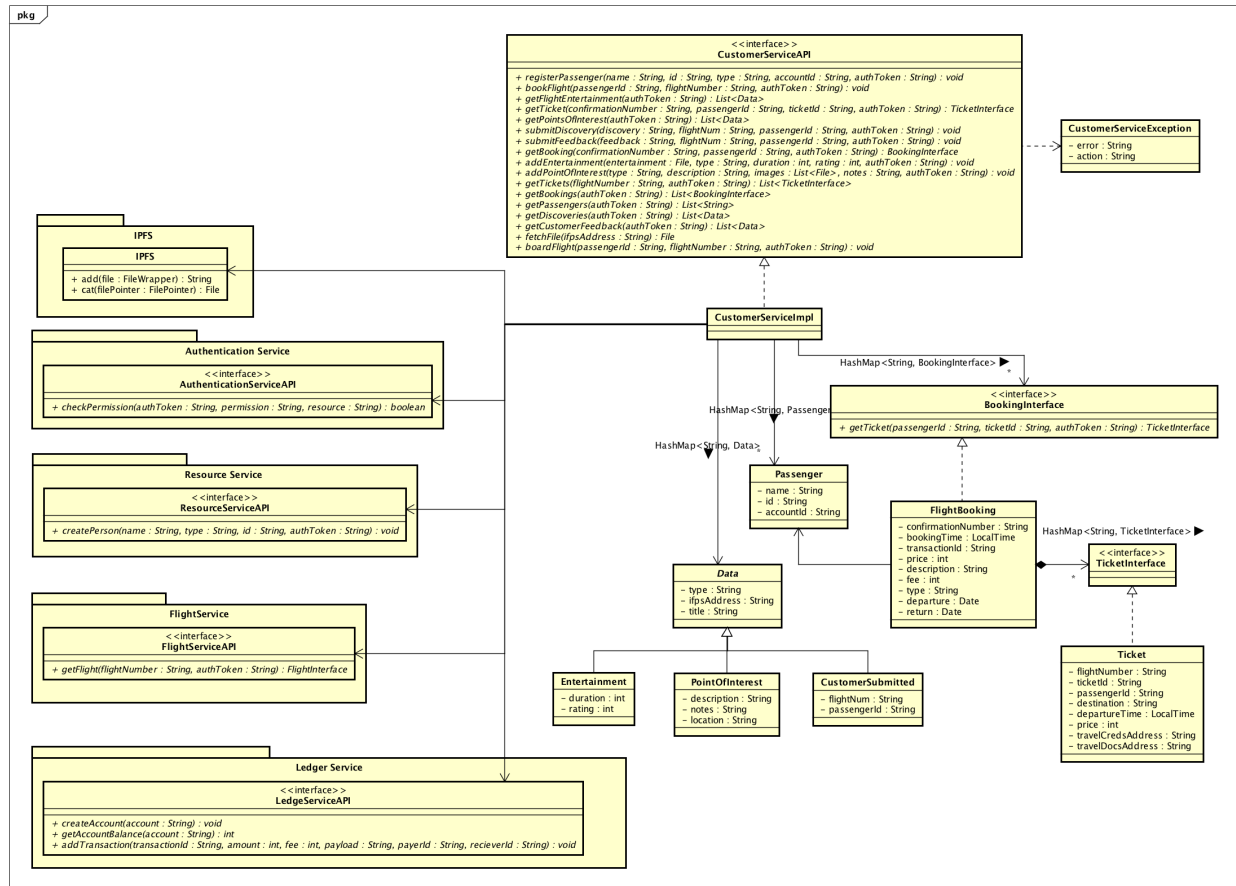 pkg
<<interface>>
CustomerServiceAPI
+ registerPassenger(name : String, id : String, type : String, accountId : String, authToken : String) : void
+ bookFlight(passengerId : String, flightNumber : String, authToken : String) : void
+ getFlightEntertainment(authToken : String) : List<Data>
+ getTicket(confirmationNumber : String, passengerId : String, ticketId : String, authToken : String) : TicketInterface
+ getPointsOfInterest(authToken : String) : List<Data>
+ submitDiscovery(discovery : String, flightNum : String, passengerId : String, authToken : String) : void
+ submitFeedback(feedback : String, flightNum : String, passengerId : String, authToken : String) : void
+ getBooking(confirmationNumber : String, passengerId : String, authToken : String) : BookingInterface
+ addEntertainment(entertainment : File, type : String, duration : int, rating : int, authToken : String) : void
+ addPointOfInterest(type : String, description : String, images : List<File>, notes : String, authToken : String) : void
+ getTickets(flightNumber : String, authToken : String) : List<TicketInterface>
+ getBookings(authToken : String) : List<BookingInterface>
+ getPassengers(authToken : String) : List<String>
+ getDiscoveries(authToken : String) : List<Data>
+ getCustomerFeedback(authToken : String) : List<Data>
+ fetchFile(ifpsAddress : String) : File
+ boardFlight(passengerId : String, flightNumber : String, authToken : String) : void
CustomerServiceException
- error : String
- action : String
IPFS
IPFS
+ add(file : FileWrapper) : String
+ cat(filePointer : FilePointer) : File
CustomerServiceImpl
Authentication Service
<<interface>>
AuthenticationServiceAPI
+ checkPermission(authToken : String, permission : String, resource : String) : boolean
HashMap<String, BookingInterface>
*
<<interface>>
BookingInterface
+ getTicket(passengerId : String, ticketId : String, authToken : String) : TicketInterface
HashMap<String, Passenger
*
HashMap<String, Data>
Resource Service
<<interface>>
ResourceServiceAPI
+ createPerson(name : String, type : String, id : String, authToken : String) : void
Passenger
- name : String
- id : String
- accountId : String
FlightBooking
- confirmationNumber : String
- bookingTime : LocalTime
- transactionId : String
- price : int
- description : String
- fee : int
- type : String
- departure : Date
- return : Date
HashMap<String, TicketInterface>
*
<<interface>>
TicketInterface
Data
- type : String
- ifpsAddress : String
- title : String
FlightService
<<interface>>
FlightServiceAPI
+ getFlight(flightNumber : String, authToken : String) : FlightInterface
Entertainment
- duration : int
- rating : int
PointOfInterest
- description : String
- notes : String
- location : String
CustomerSubmitted
- flightNum : String
- passengerId : String
Ticket
- flightNumber : String
- ticketId : String
- passengerId : String
- destination : String
- departureTime : LocalTime
- price : int
- travelCredsAddress : String
- travelDocsAddress : String
Ledger Service
<<interface>>
LedgeServiceAPI
+ createAccount(account : String) : void
+ getAccountBalance(account : String) : int
+ addTransaction(transactionId : String, amount : int, fee : int, payload : String, payerId : String, recieverId : String) : void